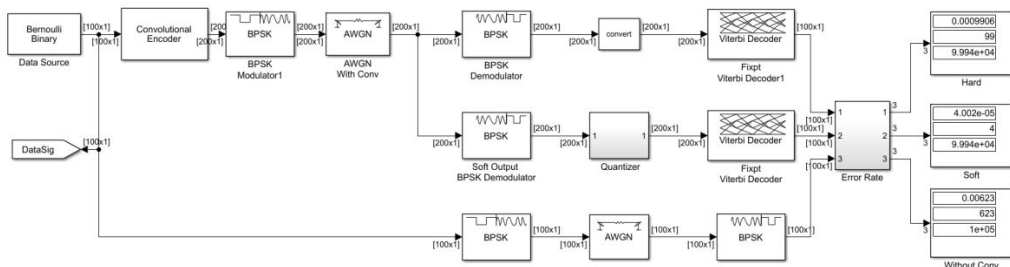 Bernoulli
Binary
Data Source
[100x1]
[100x1]
Convolutional
Encoder
[200x1]
[200x1]
BPSK
BPSK
Modulator1
[200x1]
[200x1]
AWGN
AWGN
With Conv
[200x1]
[200x1]
BPSK
BPSK
Demodulator
[200x1]
convert
[200x1]
Viterbi Decoder
Fixpt
Viterbi Decoder1
[100x1]
0.0009906
99
9.994e+04
3
3
Hard
[200x1]
BPSK
Soft Output
BPSK Demodulator
[200x1]
[200x1]
1
1
Quantizer
[200x1]
[200x1]
Viterbi Decoder
Fixpt
Viterbi Decoder
[100x1]
[100x1]
[100x1]
1
2
3
1
2
3
Error Rate
3
3
4.002e-05
4
9.994e+04
Soft
DataSig
[100x1]
[100x1]
BPSK
[100x1]
[100x1]
AWGN
[100x1]
[100x1]
BPSK
[100x1]
3
3
0.00623
623
1e+05
Without Conv